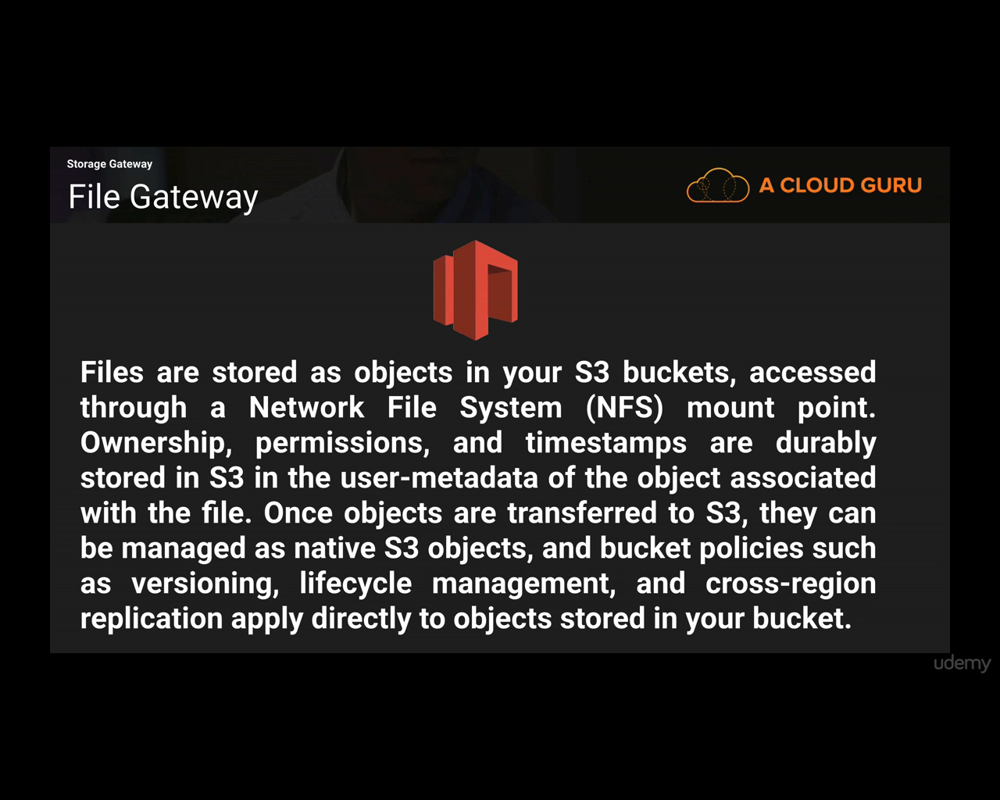 Storage Gateway
File Gateway
A CLOUD GURU
Files are stored as objects in your S3 buckets, accessed
through a Network File System (NFS) mount point.
Ownership, permissions, and timestamps are durably
stored in S3 in the user-metadata of the object associated
with the file. Once objects are transferred to S3, they can
be managed as native S3 objects, and bucket policies such
as versioning, lifecycle management, and cross-region
replication apply directly to objects stored in your bucket.
udemy